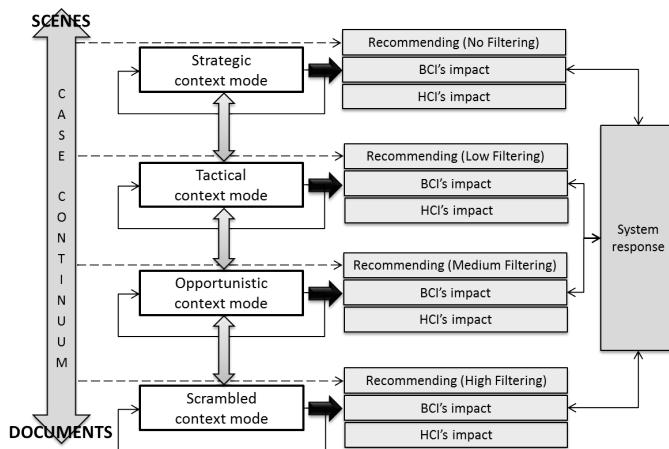 SCENES
CASE CONTINUUM
DOCUMENTS
Recommending (No Filtering)
Strategic
context mode
BCI's impact
HCI's impact
Recommending (Low Filtering)
Tactical
context mode
BCI's impact
HCI's impact
System
response
Recommending (Medium Filtering)
Opportunistic
context mode
BCI's impact
HCI's impact
Recommending (High Filtering)
Scrambled
context mode
BCI's impact
HCI's impact